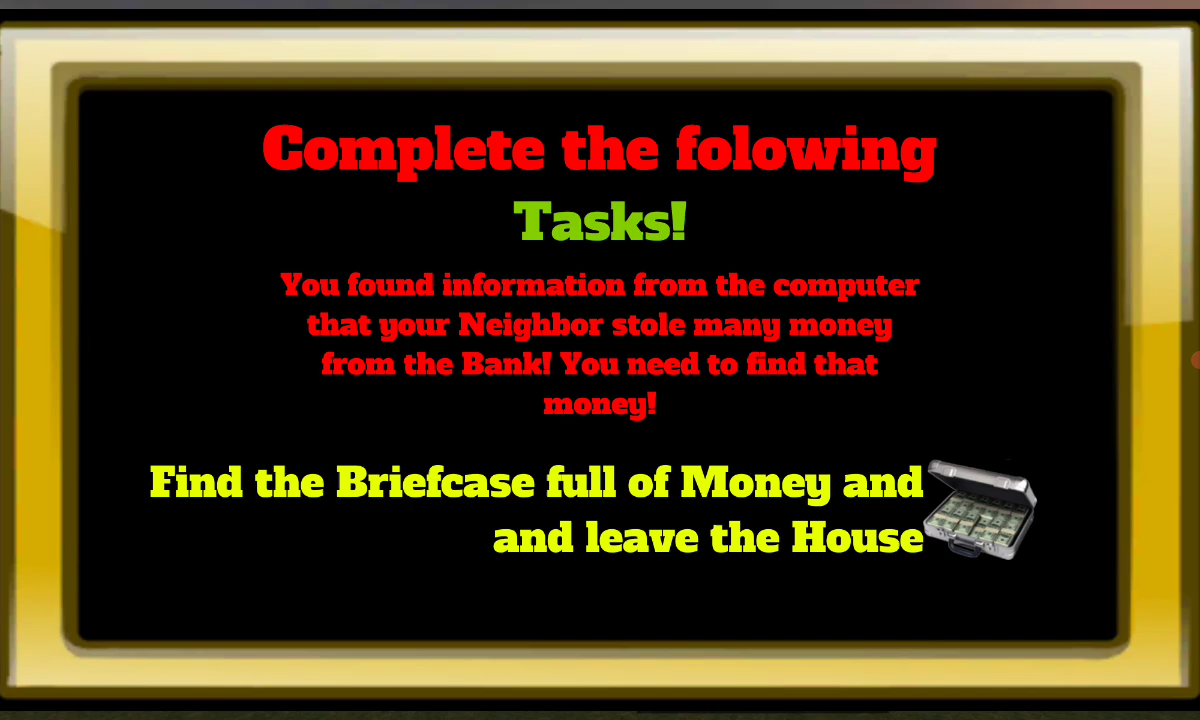 Complete the folowing
Tasks!
You found information from the computer
that your Neighbor stole many money
from the Bank! You need to find that
money!
Find the Briefcase full of Money and
and leave the House